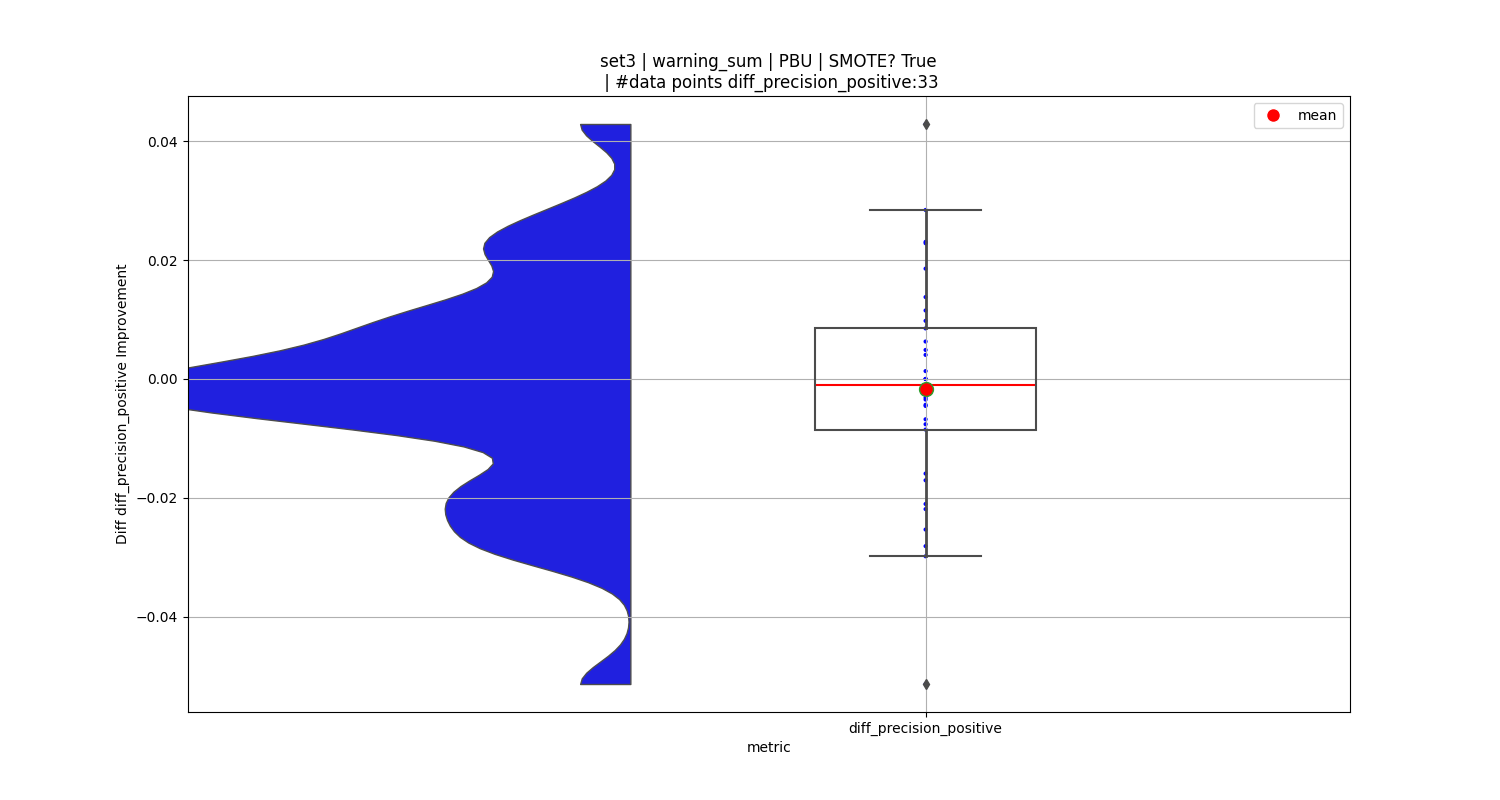 set3 | warning_sum | PBU | SMOTE? True
| #data points diff_precision_positive:33
mean
0.04
0.02
0.00
−0.02
−0.04
Diff diff_precision_positive Improvement
diff_precision_positive
metric